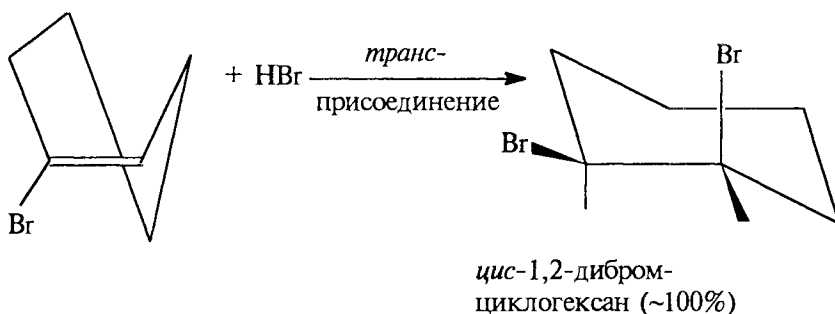 Br
+ HBr
транс-
присоединение
Br
Br
цис-1,2-дибром-
циклогексан (~100%)